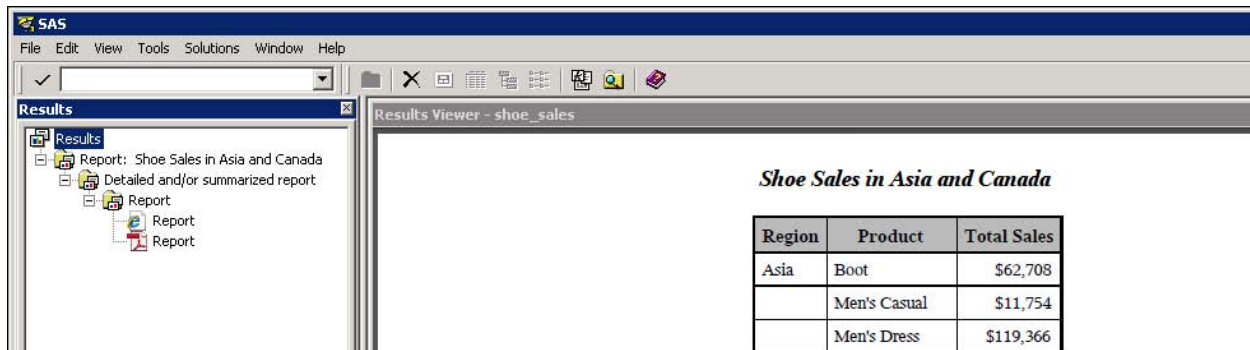 SAS
File Edit View Tools Solutions Window Help
Results
Results
Report: Shoe Sales in Asia and Canada
Detailed and/or summarized report
Report
Report
Report
Results Viewer - shoe_sales
Shoe Sales in Asia and Canada
Region Product Total Sales
Asia Boot $62,708
Men's Casual $11,754
Men's Dress $119,366